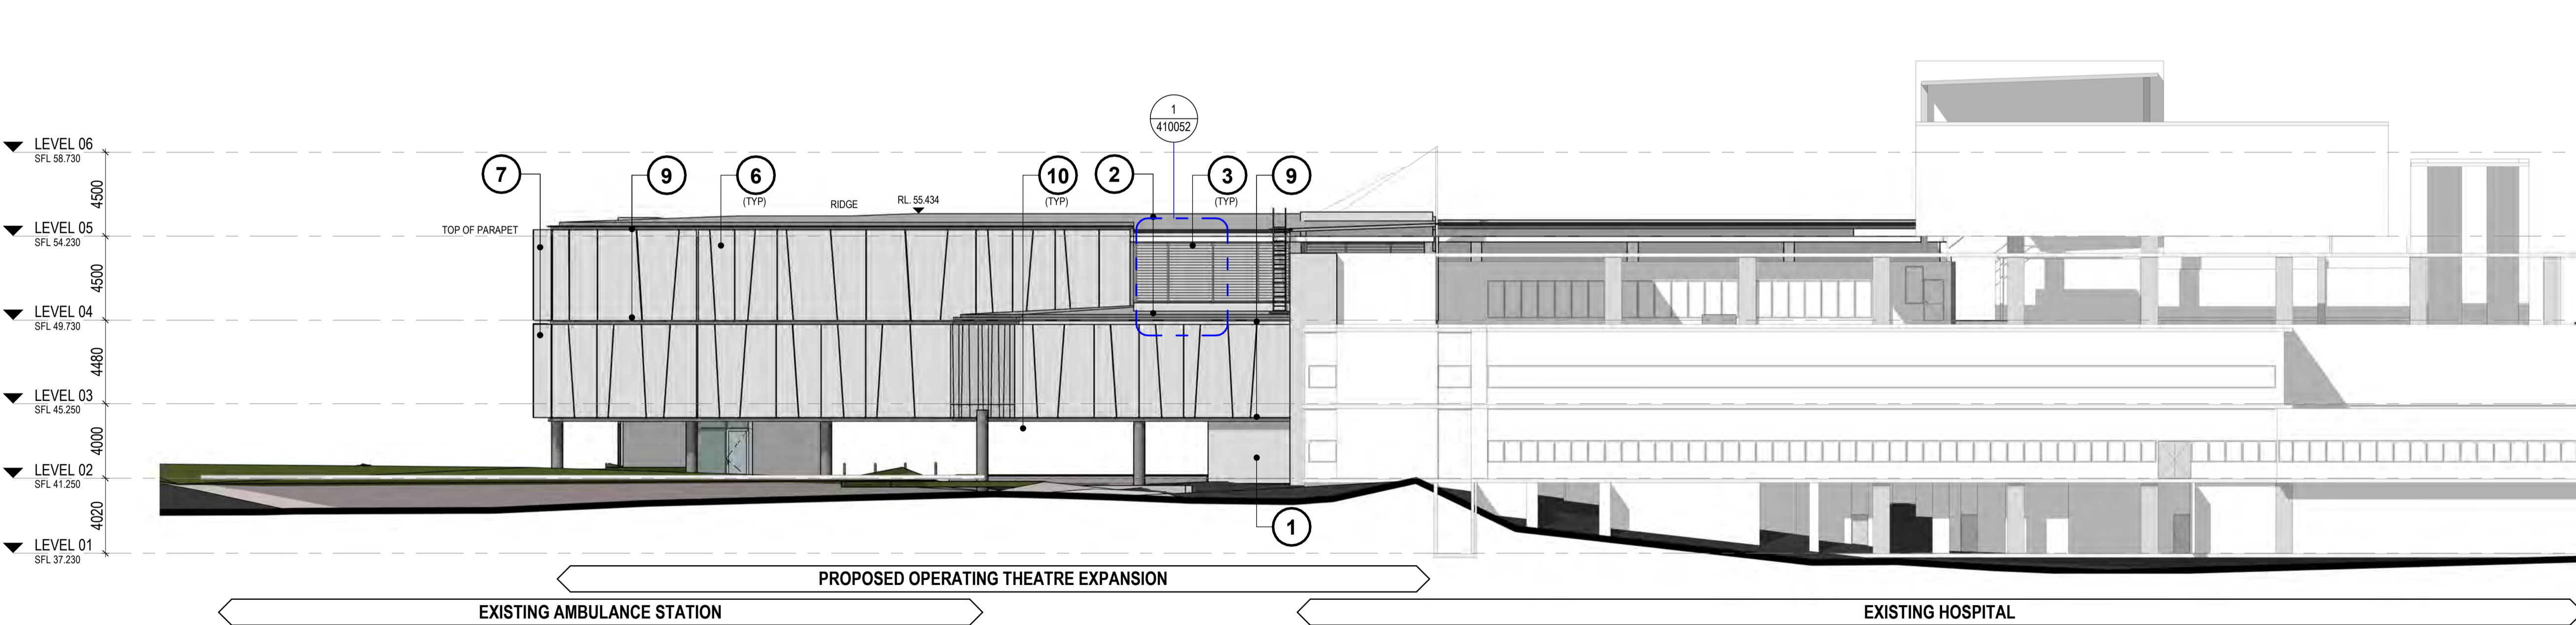 1
410052
LEVEL 06
SFL 58.730
4500
7
9
6
(TYP)
10
(TYP)
2
3
(TYP)
9
RIDGE
RL. 55.434
LEVEL 05
SFL 54.230
TOP OF PARAPET
4500
LEVEL 04
SFL 49.730
4480
LEVEL 03
SFL 45.250
4000
LEVEL 02
SFL 41.250
4020
1
LEVEL 01
SFL 37.230
PROPOSED OPERATING THEATRE EXPANSION
EXISTING AMBULANCE STATION
EXISTING HOSPITAL